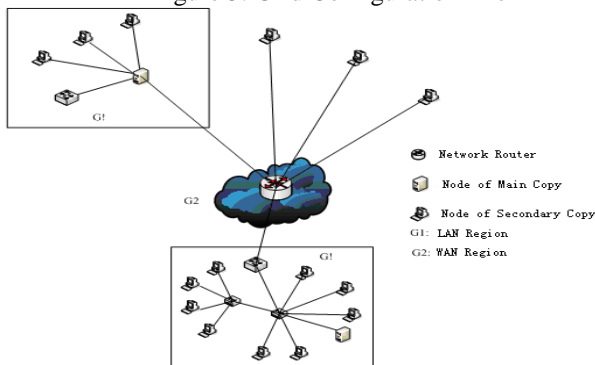 G!
G2
G!
Network Router
Node of Main Copy
Node of Secondary Copy
G1: LAN Region
G2: WAN Region